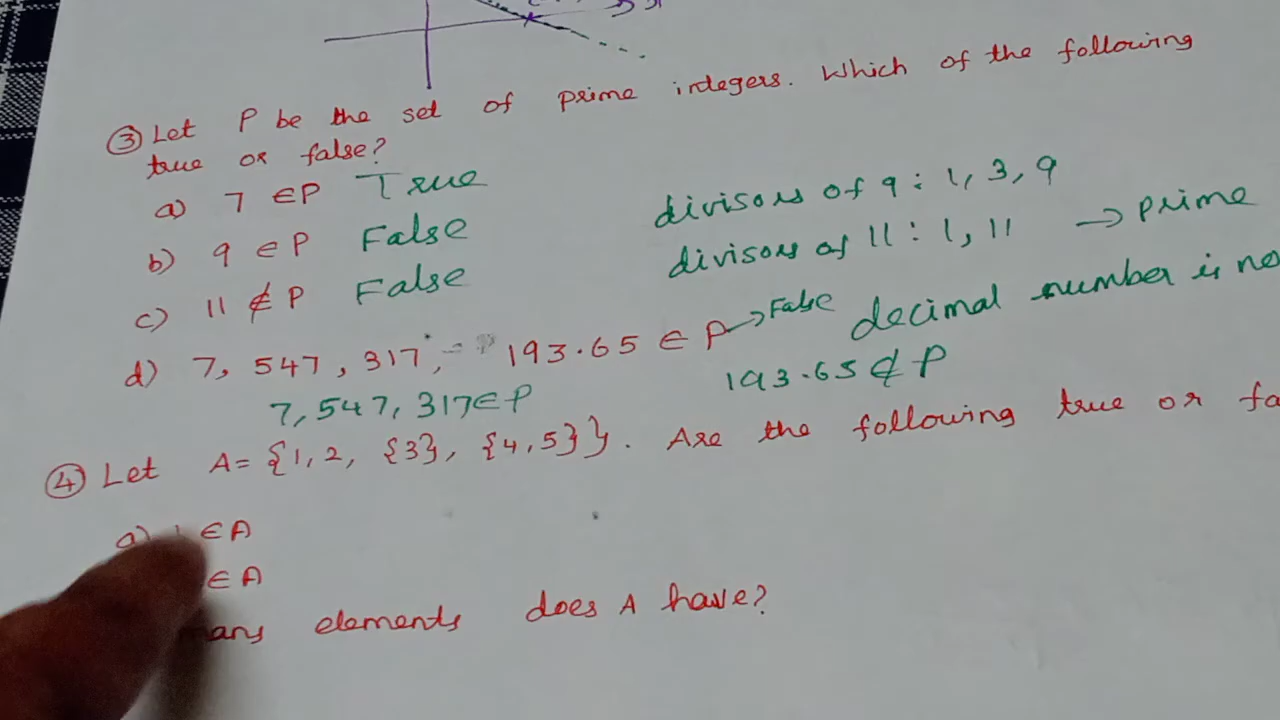 ③ Let P be the set of prime integers. Which of the following
true or false?
a) 7 ∈ P True
divisors of 9 : 1, 3, 9
b) 9 ∈ P False
divisors of 11 : 1, 11 → prime
c) 11 ∉ P False
decimal number is no
d) 7, 547, 317, 193.65 ∈ P → False
7, 547, 317 ∈ P
193.65 ∉ P
④ Let A = {1, 2, {3}, {4, 5}}. Are the following true or fa
a) ∈ A
∈ A
many elements does A have?